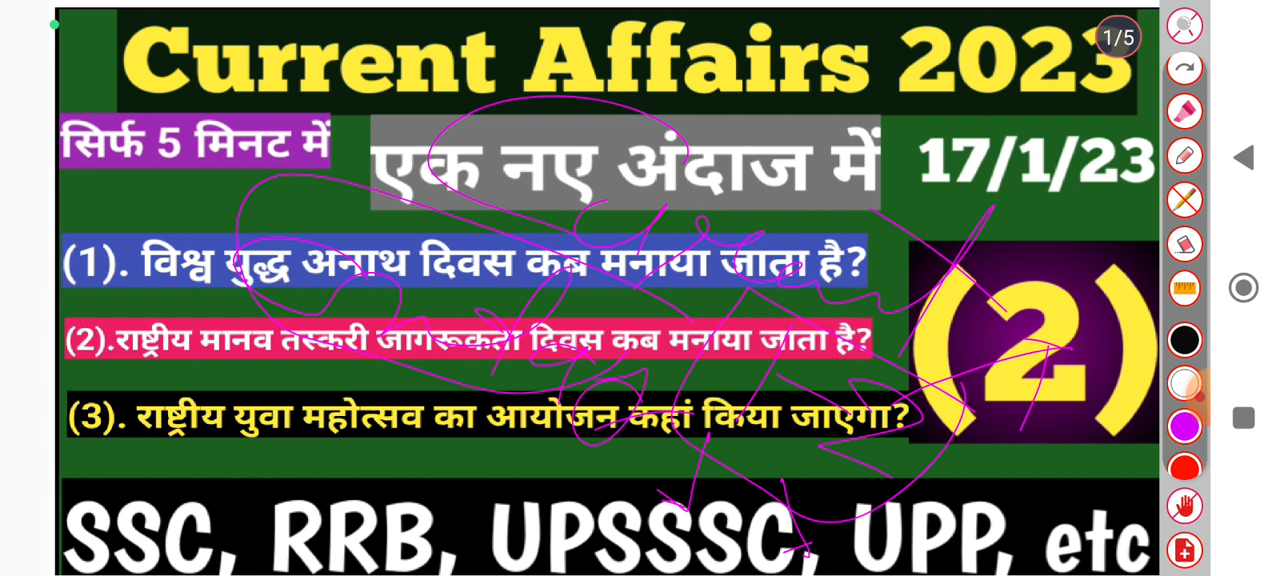 Current Affairs 2023
1/5
सिर्फ 5 मिनट में
एक नए अंदाज में
17/1/23
(1). विश्व युद्ध अनाथ दिवस कब मनाया जाता है?
(2).राष्ट्रीय मानव तस्करी जागरूकता दिवस कब मनाया जाता है?
(3). राष्ट्रीय युवा महोत्सव का आयोजन कहां किया जाएगा?
(2)
SSC, RRB, UPSSSC, UPP, etc